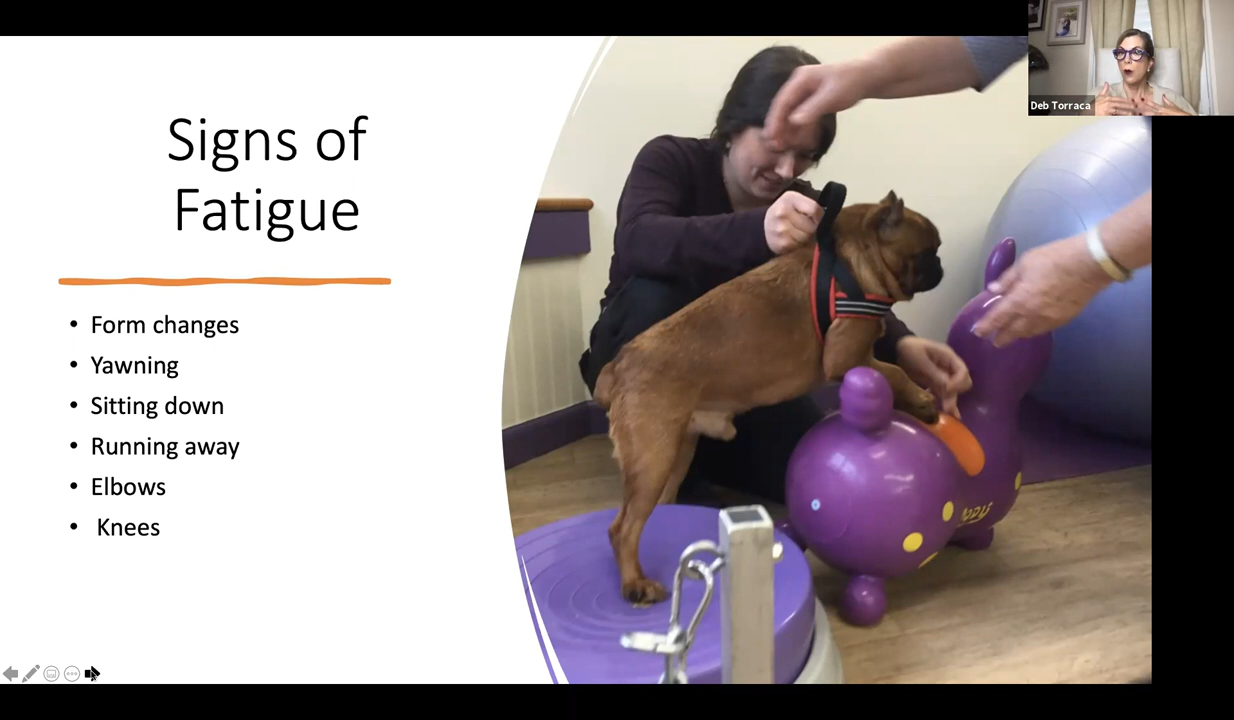 Signs of
Fatigue
• Form changes
• Yawning
• Sitting down
• Running away
• Elbows
• Knees
Deb Torraca